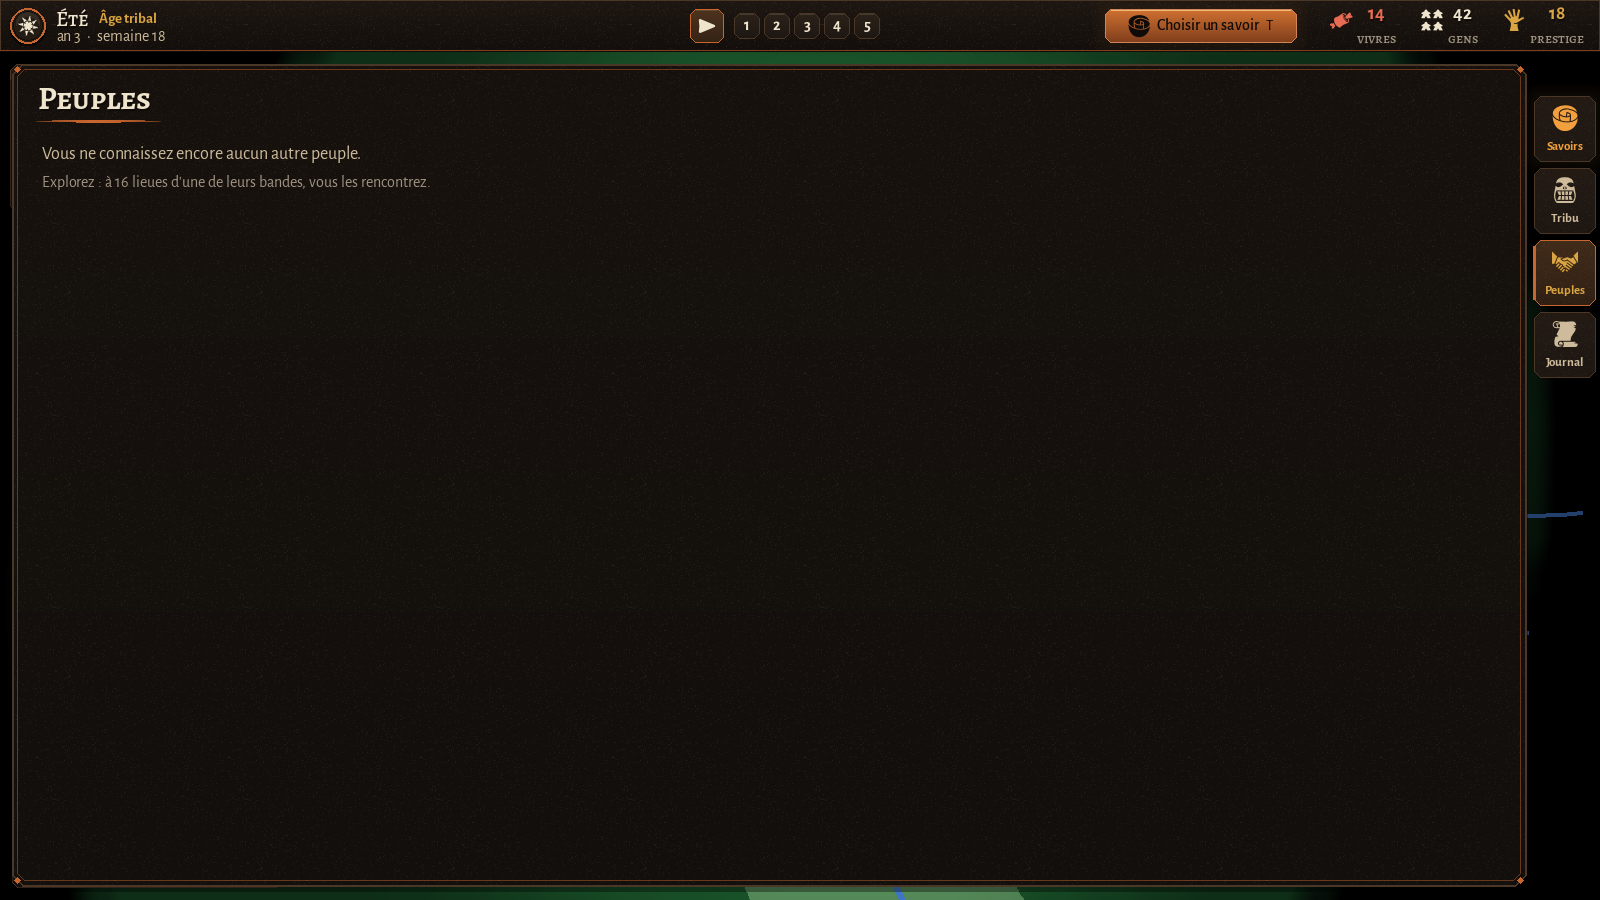 Été Âge tribal
an 3 · semaine 18
1 2 3 4 5
Choisir un savoir T
14
VIVRES
42
GENS
18
PRESTIGE
Peuples
Vous ne connaissez encore aucun autre peuple.
Explorez : à 16 lieues d'une de leurs bandes, vous les rencontrez.
Savoirs
Tribu
Peuples
Journal